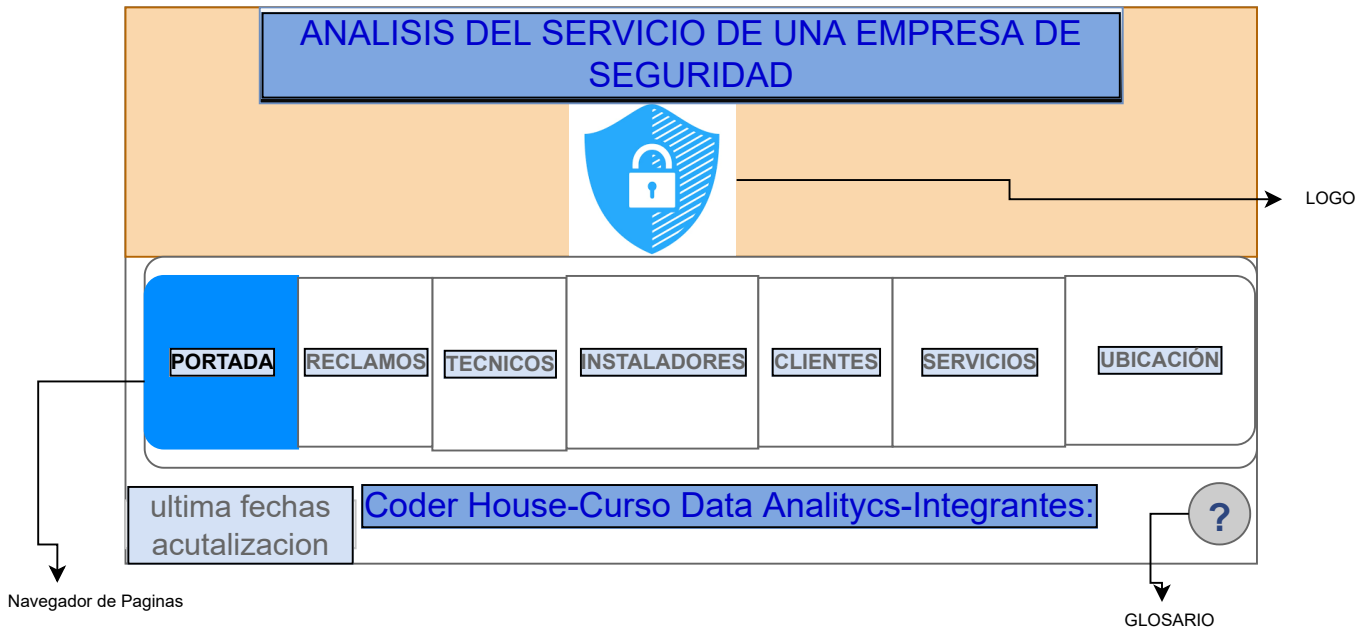 ANALISIS DEL SERVICIO DE UNA EMPRESA DE
SEGURIDAD
LOGO
PORTADA
RECLAMOS
TECNICOS
INSTALADORES
CLIENTES
SERVICIOS
UBICACIÓN
ultima fechas
acutalizacion
Coder House-Curso Data Analitycs-Integrantes:
?
Navegador de Paginas
GLOSARIO